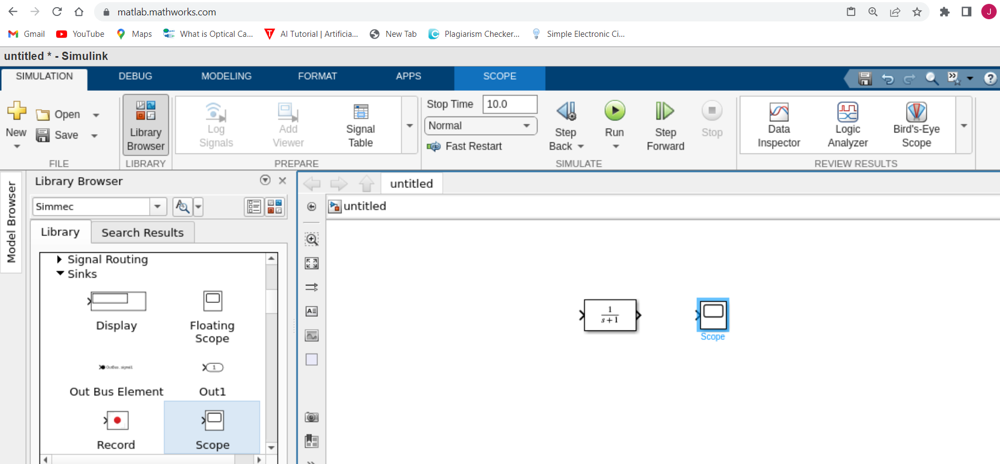 matlab.mathworks.com
J
Gmail YouTube Maps What is Optical Ca... AI Tutorial | Artificia... New Tab Plagiarism Checker... Simple Electronic Ci...
untitled * - Simulink
SIMULATION DEBUG MODELING FORMAT APPS SCOPE
New
Open
Save
FILE
Library
Browser
LIBRARY
Log
Signals
Add
Viewer
Signal
Table
PREPARE
Stop Time 10.0
Normal
Fast Restart
Step
Back
Run
Step
Forward
Stop
SIMULATE
Data
Inspector
Logic
Analyzer
Bird's-Eye
Scope
REVIEW RESULTS
Model Browser
Library Browser
Simmec
Library Search Results
Signal Routing
Sinks
Display
Floating
Scope
Out Bus Element
1
Out1
Record
Scope
untitled
untitled
1
s+1
Scope